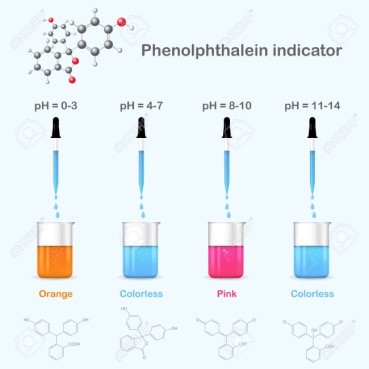 Phenolphthalein indicator
pH = 0-3
pH = 4-7
pH = 8-10
pH = 11-14
Orange
Colorless
Pink
Colorless